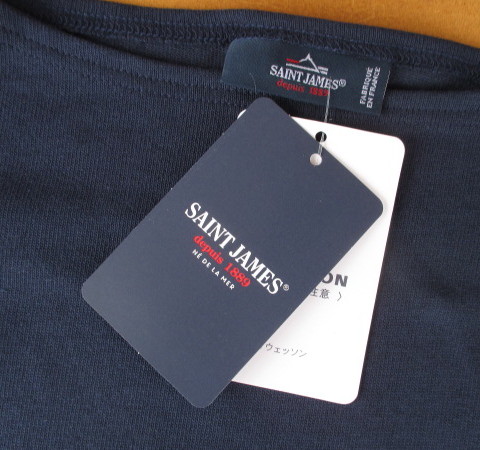 SAINT JAMES®
depuis 1889
FABRIQUÉ
EN FRANCE
SAINT JAMES®
depuis 1889
NÉ DE LA MER
ON
注意 〉
ウェッソン